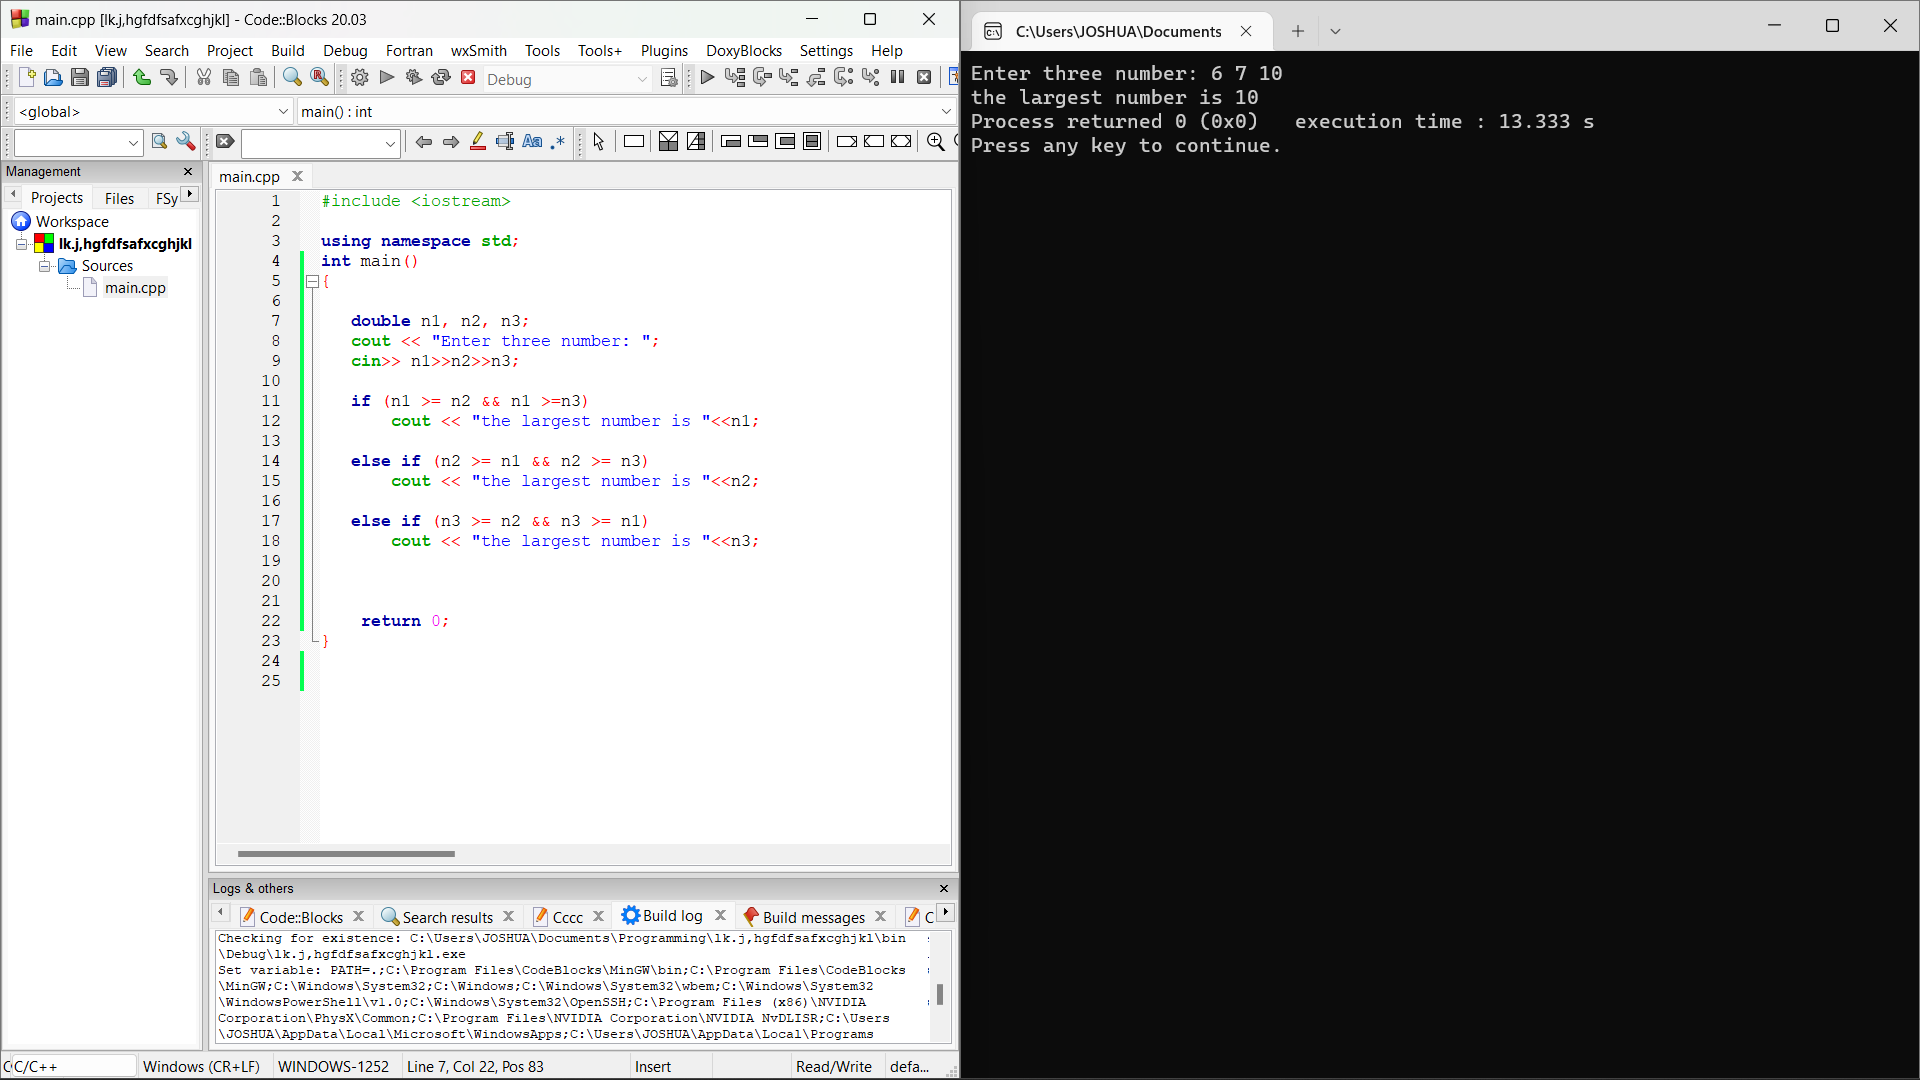 main.cpp [lk.j,hgfdfsafxcghjkl] - Code::Blocks 20.03
File Edit View Search Project Build Debug Fortran wxSmith Tools Tools+ Plugins DoxyBlocks Settings Help
Debug
<global> main() : int
Management
Projects Files FSy
Workspace
lk.j,hgfdfsafxcghjkl
Sources
main.cpp
main.cpp
1 #include <iostream>
2
3 using namespace std;
4 int main()
5 {
6
7 double n1, n2, n3;
8 cout << "Enter three number: ";
9 cin>> n1>>n2>>n3;
10
11 if (n1 >= n2 && n1 >=n3)
12 cout << "the largest number is "<<n1;
13
14 else if (n2 >= n1 && n2 >= n3)
15 cout << "the largest number is "<<n2;
16
17 else if (n3 >= n2 && n3 >= n1)
18 cout << "the largest number is "<<n3;
19
20
21
22 return 0;
23 }
24
25
Logs & others
Code::Blocks Search results Cccc Build log Build messages C
Checking for existence: C:\Users\JOSHUA\Documents\Programming\lk.j,hgfdfsafxcghjkl\bin
\Debug\lk.j,hgfdfsafxcghjkl.exe
Set variable: PATH=.;C:\Program Files\CodeBlocks\MinGW\bin;C:\Program Files\CodeBlocks
\MinGW;C:\Windows\System32;C:\Windows;C:\Windows\System32\wbem;C:\Windows\System32
\WindowsPowerShell\v1.0;C:\Windows\System32\OpenSSH;C:\Program Files (x86)\NVIDIA
Corporation\PhysX\Common;C:\Program Files\NVIDIA Corporation\NVIDIA NvDLISR;C:\Users
\JOSHUA\AppData\Local\Microsoft\WindowsApps;C:\Users\JOSHUA\AppData\Local\Programs
C/C++ Windows (CR+LF) WINDOWS-1252 Line 7, Col 22, Pos 83 Insert Read/Write defa...
C:\Users\JOSHUA\Documents
Enter three number: 6 7 10
the largest number is 10
Process returned 0 (0x0) execution time : 13.333 s
Press any key to continue.